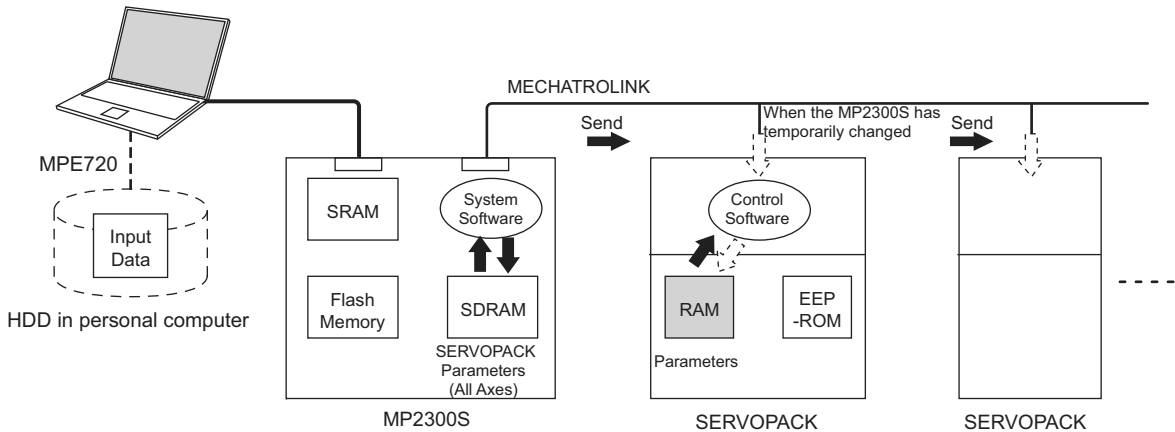 MPE720
Input
Data
HDD in personal computer
MECHATROLINK
SRAM
System
Software
Flash
Memory
SDRAM
SERVOPACK
Parameters
(All Axes)
MP2300S
Send
When the MP2300S has
temporarily changed
Control
Software
RAM
EEP
-ROM
Parameters
SERVOPACK
Send
SERVOPACK